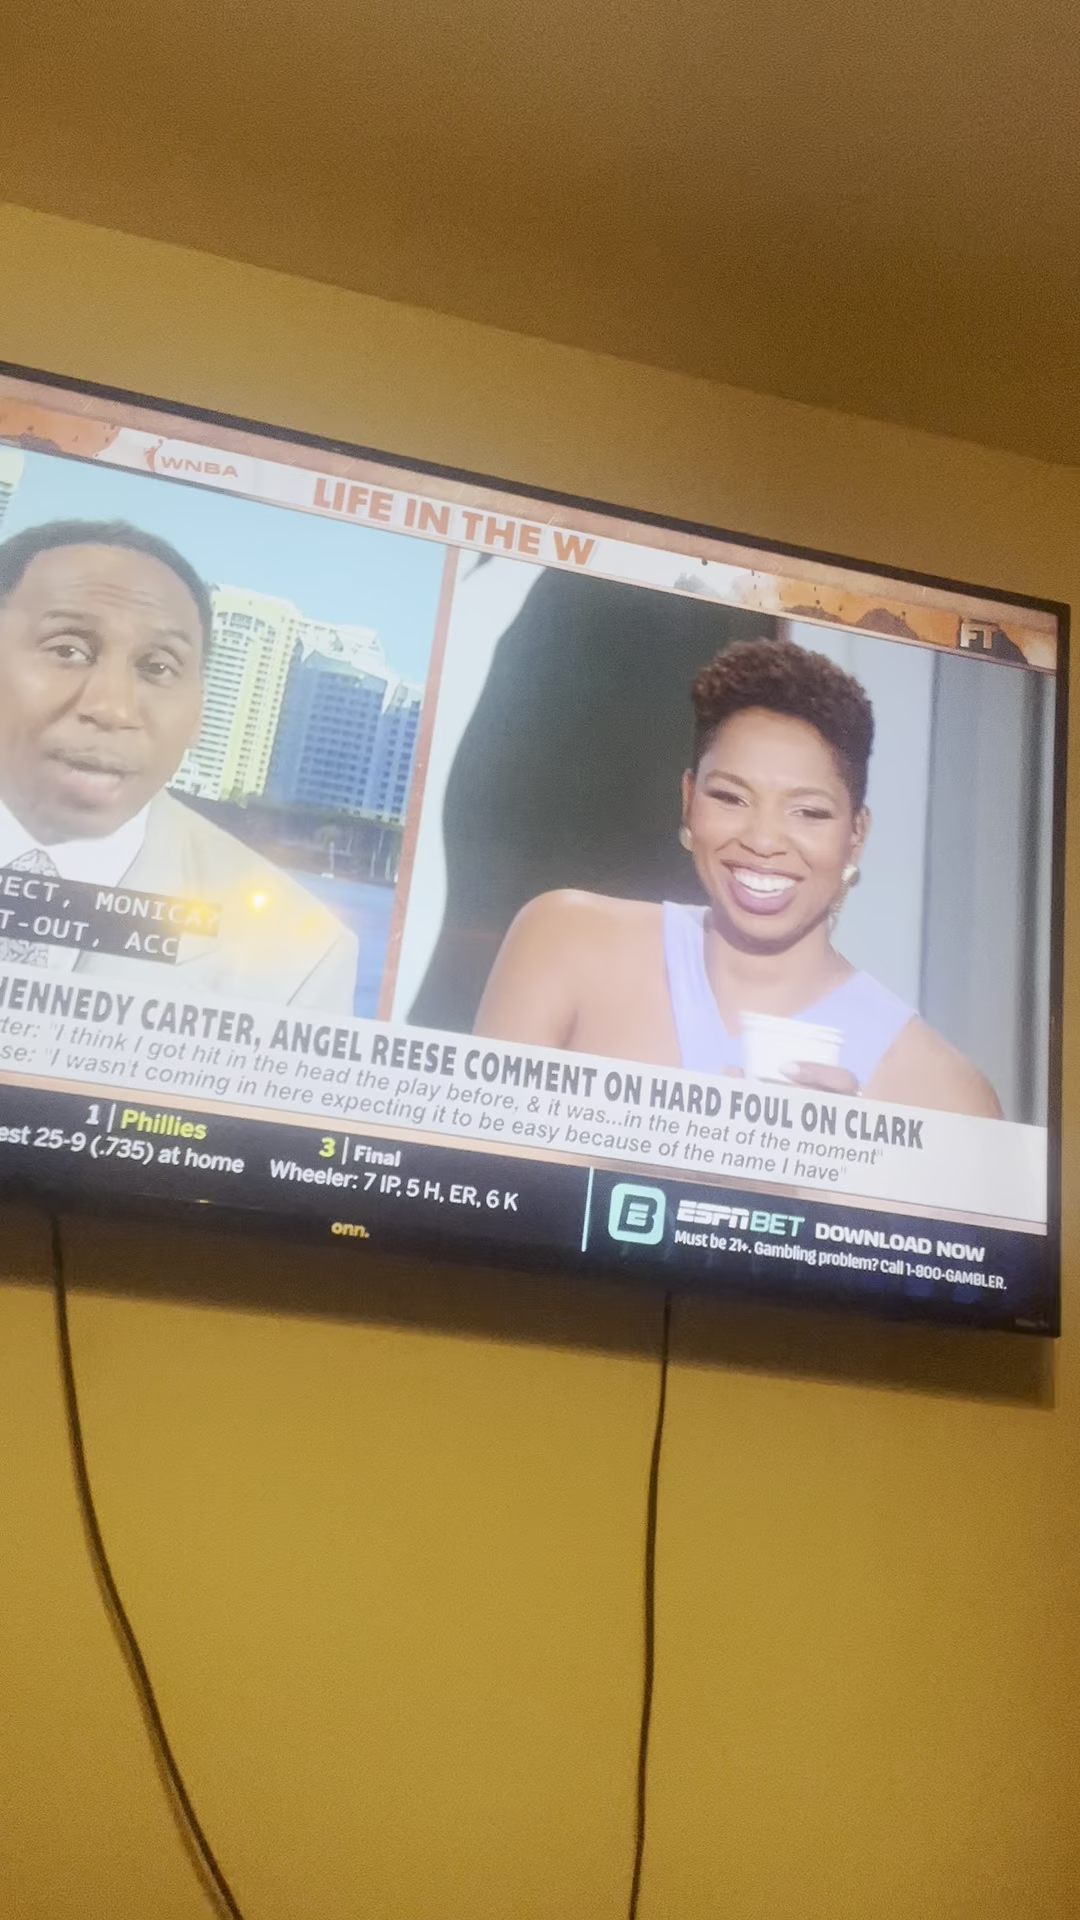 WNBA
LIFE IN THE W
FT
ECT, MONICA?
T-OUT, ACC
HENNEDY CARTER, ANGEL REESE COMMENT ON HARD FOUL ON CLARK
ter: "I think I got hit in the head the play before, & it was...in the heat of the moment"
se: "I wasn't coming in here expecting it to be easy because of the name I have"
1 | Phillies
est 25-9 (.735) at home
3 | Final
Wheeler: 7 IP, 5 H, ER, 6 K
ESPN BET DOWNLOAD NOW
Must be 21+. Gambling problem? Call 1-800-GAMBLER.
onn.